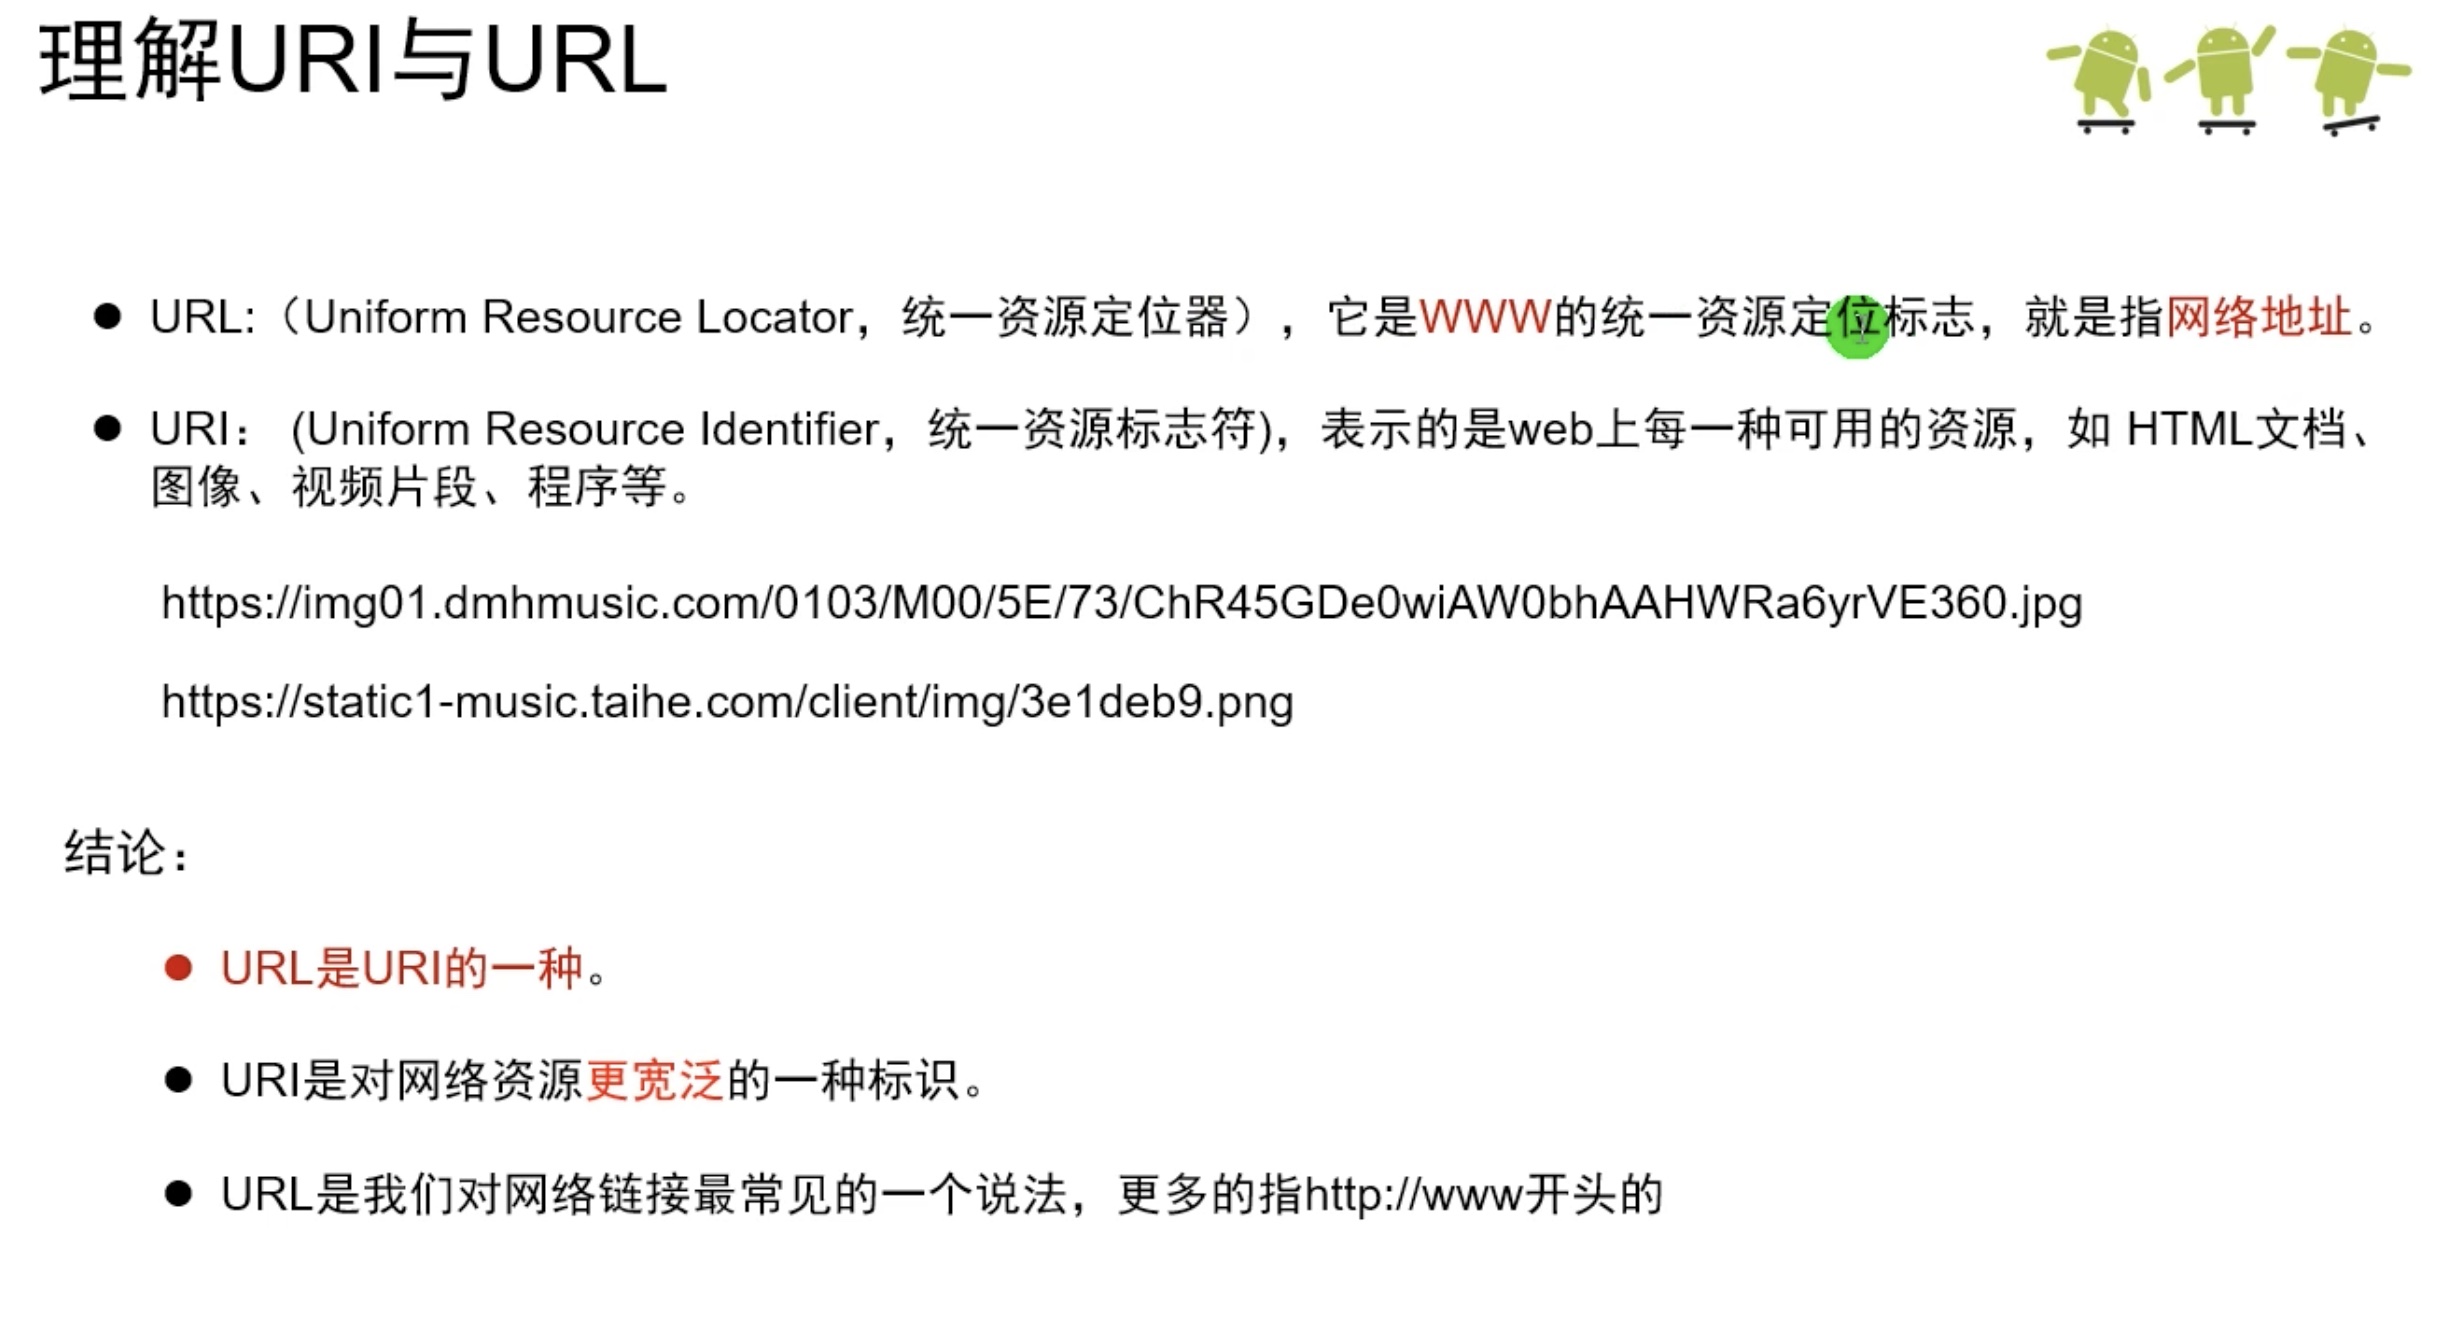 理解URI与URL
URL:（Uniform Resource Locator，统一资源定位器），它是WWW的统一资源定位标志，就是指网络地址。
URI： (Uniform Resource Identifier，统一资源标志符)，表示的是web上每一种可用的资源，如 HTML文档、
图像、视频片段、程序等。
https://img01.dmhmusic.com/0103/M00/5E/73/ChR45GDe0wiAW0bhAAHWRa6yrVE360.jpg
https://static1-music.taihe.com/client/img/3e1deb9.png
结论：
URL是URI的一种。
URI是对网络资源更宽泛的一种标识。
URL是我们对网络链接最常见的一个说法，更多的指http://www开头的